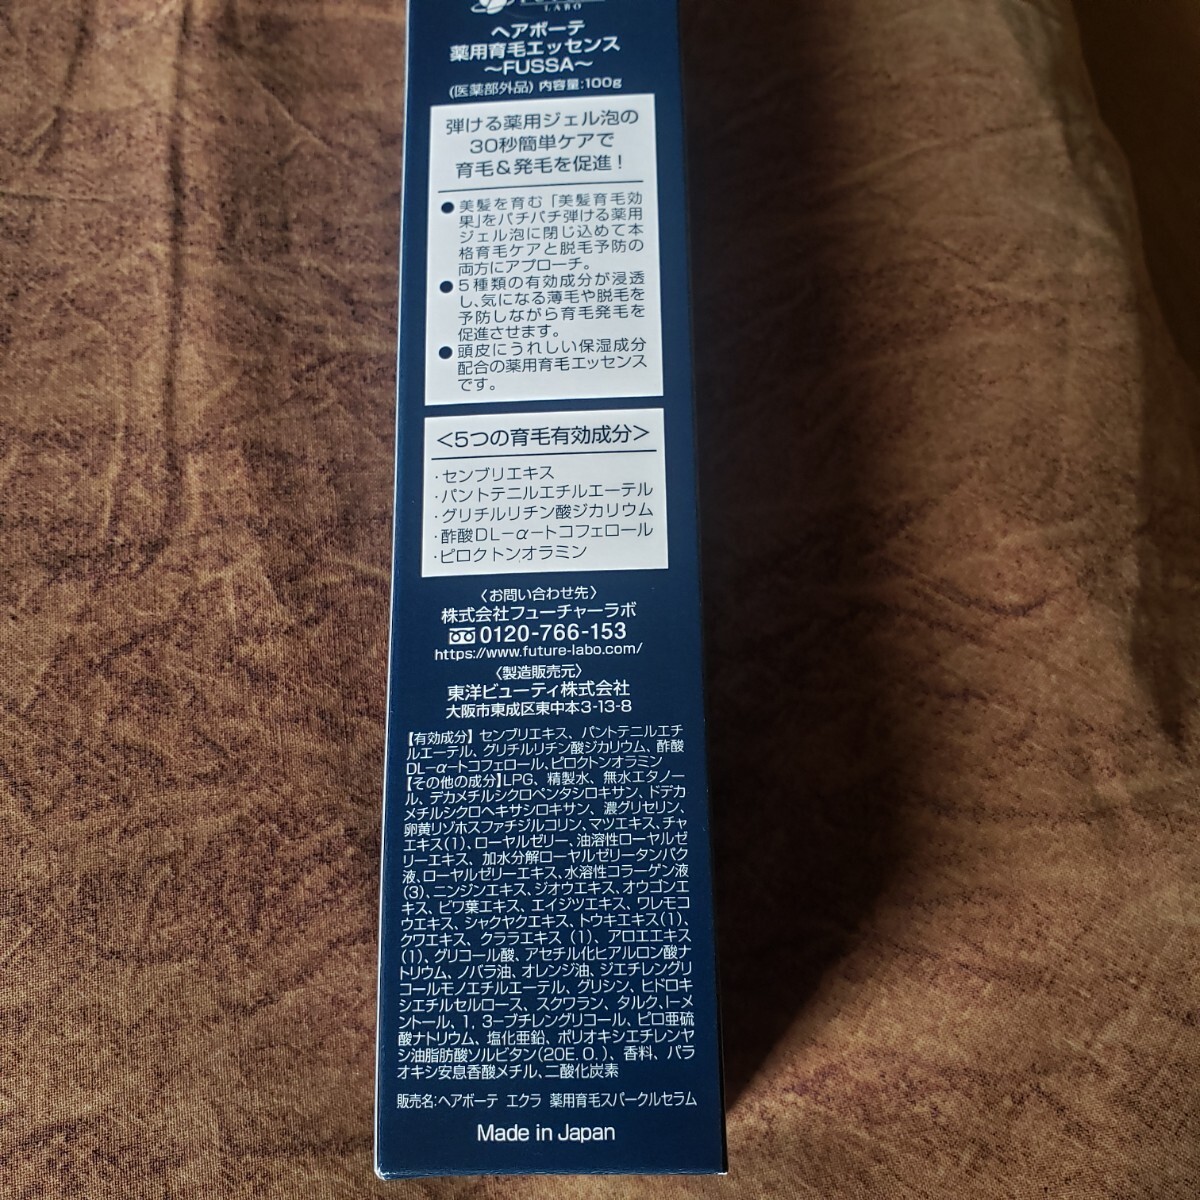 LABO
ヘアボーテ
薬用育毛エッセンス
〜FUSSA〜
(医薬部外品) 内容量:100g
弾ける薬用ジェル泡の
30秒簡単ケアで
育毛&発毛を促進！
●美髪を育む「美髪育毛効
果」をパチパチ弾ける薬用
ジェル泡に閉じ込めて本
格育毛ケアと脱毛予防の
両方にアプローチ。
●5種類の有効成分が浸透
し、気になる薄毛や脱毛を
予防しながら育毛発毛を
促進させます。
●頭皮にうれしい保湿成分
配合の薬用育毛エッセンス
です。
<5つの育毛有効成分>
・センブリエキス
・パントテニルエチルエーテル
・グリチルリチン酸ジカリウム
・酢酸DL-α-トコフェロール
・ピロクトンオラミン
〈お問い合わせ先〉
株式会社フューチャーラボ
0120-766-153
https://www.future-labo.com/
〈製造販売元〉
東洋ビューティ株式会社
大阪市東成区東中本3-13-8
【有効成分】センブリエキス、パントテニルエチ
ルエーテル、グリチルリチン酸ジカリウム、酢酸
DL-α-トコフェロール、ピロクトンオラミン
【その他の成分】LPG、精製水、無水エタノー
ル、デカメチルシクロペンタシロキサン、ドデカ
メチルシクロヘキサシロキサン、濃グリセリン、
卵黄リゾホスファチジルコリン、マツエキス、チャ
エキス(1)、ローヤルゼリー、油溶性ローヤルゼ
リーエキス、加水分解ローヤルゼリータンパク
液、ローヤルゼリーエキス、水溶性コラーゲン液
(3)、ニンジンエキス、ジオウエキス、オウゴンエ
キス、ビワ葉エキス、エイジツエキス、ワレモコ
ウエキス、シャクヤクエキス、トウキエキス(1)、
クワエキス、クララエキス(1)、アロエエキス
(1)、グリコール酸、アセチル化ヒアルロン酸ナ
トリウム、ノバラ油、オレンジ油、ジエチレングリ
コールモノエチルエーテル、グリシン、ヒドロキ
シエチルセルロース、スクワラン、タルク、l-メ
ントール、1, 3-ブチレングリコール、ピロ亜硫
酸ナトリウム、塩化亜鉛、ポリオキシエチレンヤ
シ油脂肪酸ソルビタン(20E. O.)、香料、パラ
オキシ安息香酸メチル、二酸化炭素
販売名:ヘアボーテ エクラ 薬用育毛スパークルセラム
Made in Japan